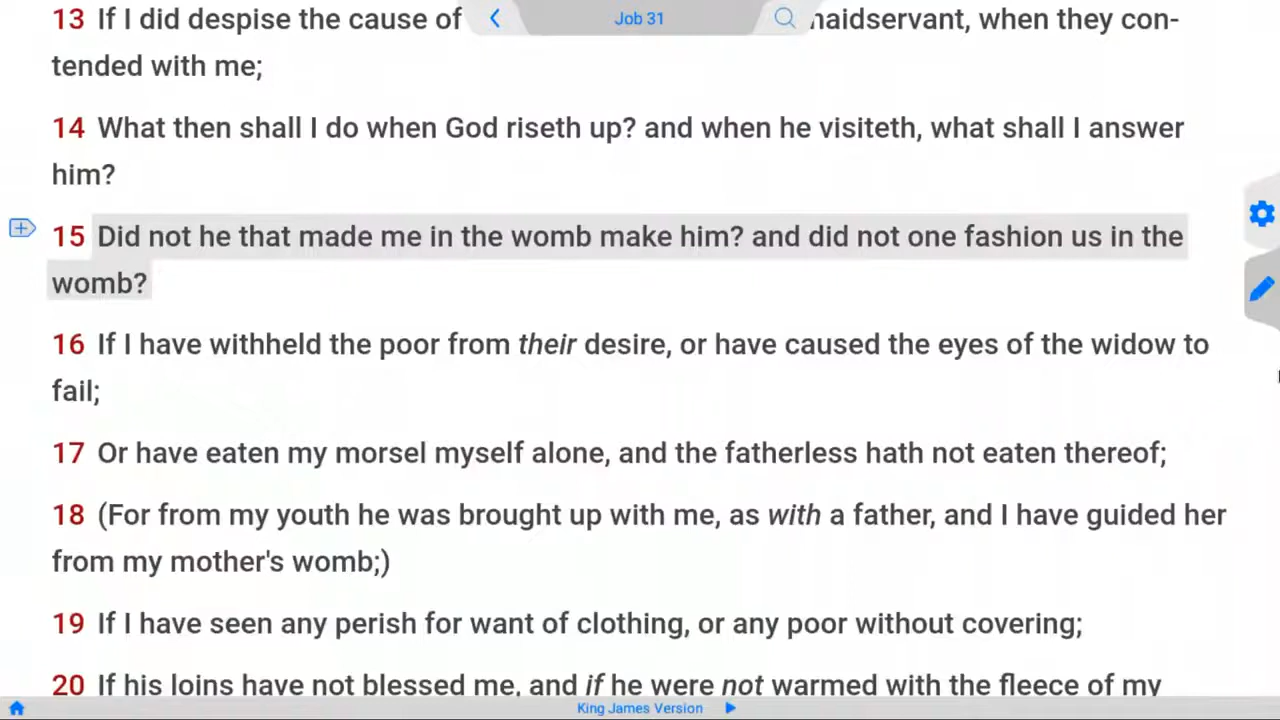 13 If I did despise the cause of
Job 31
maidservant, when they con-
tended with me;
14 What then shall I do when God riseth up? and when he visiteth, what shall I answer
him?
15 Did not he that made me in the womb make him? and did not one fashion us in the
womb?
16 If I have withheld the poor from their desire, or have caused the eyes of the widow to
fail;
17 Or have eaten my morsel myself alone, and the fatherless hath not eaten thereof;
18 (For from my youth he was brought up with me, as with a father, and I have guided her
from my mother's womb;)
19 If I have seen any perish for want of clothing, or any poor without covering;
20 If his loins have not blessed me, and if he were not warmed with the fleece of my
King James Version